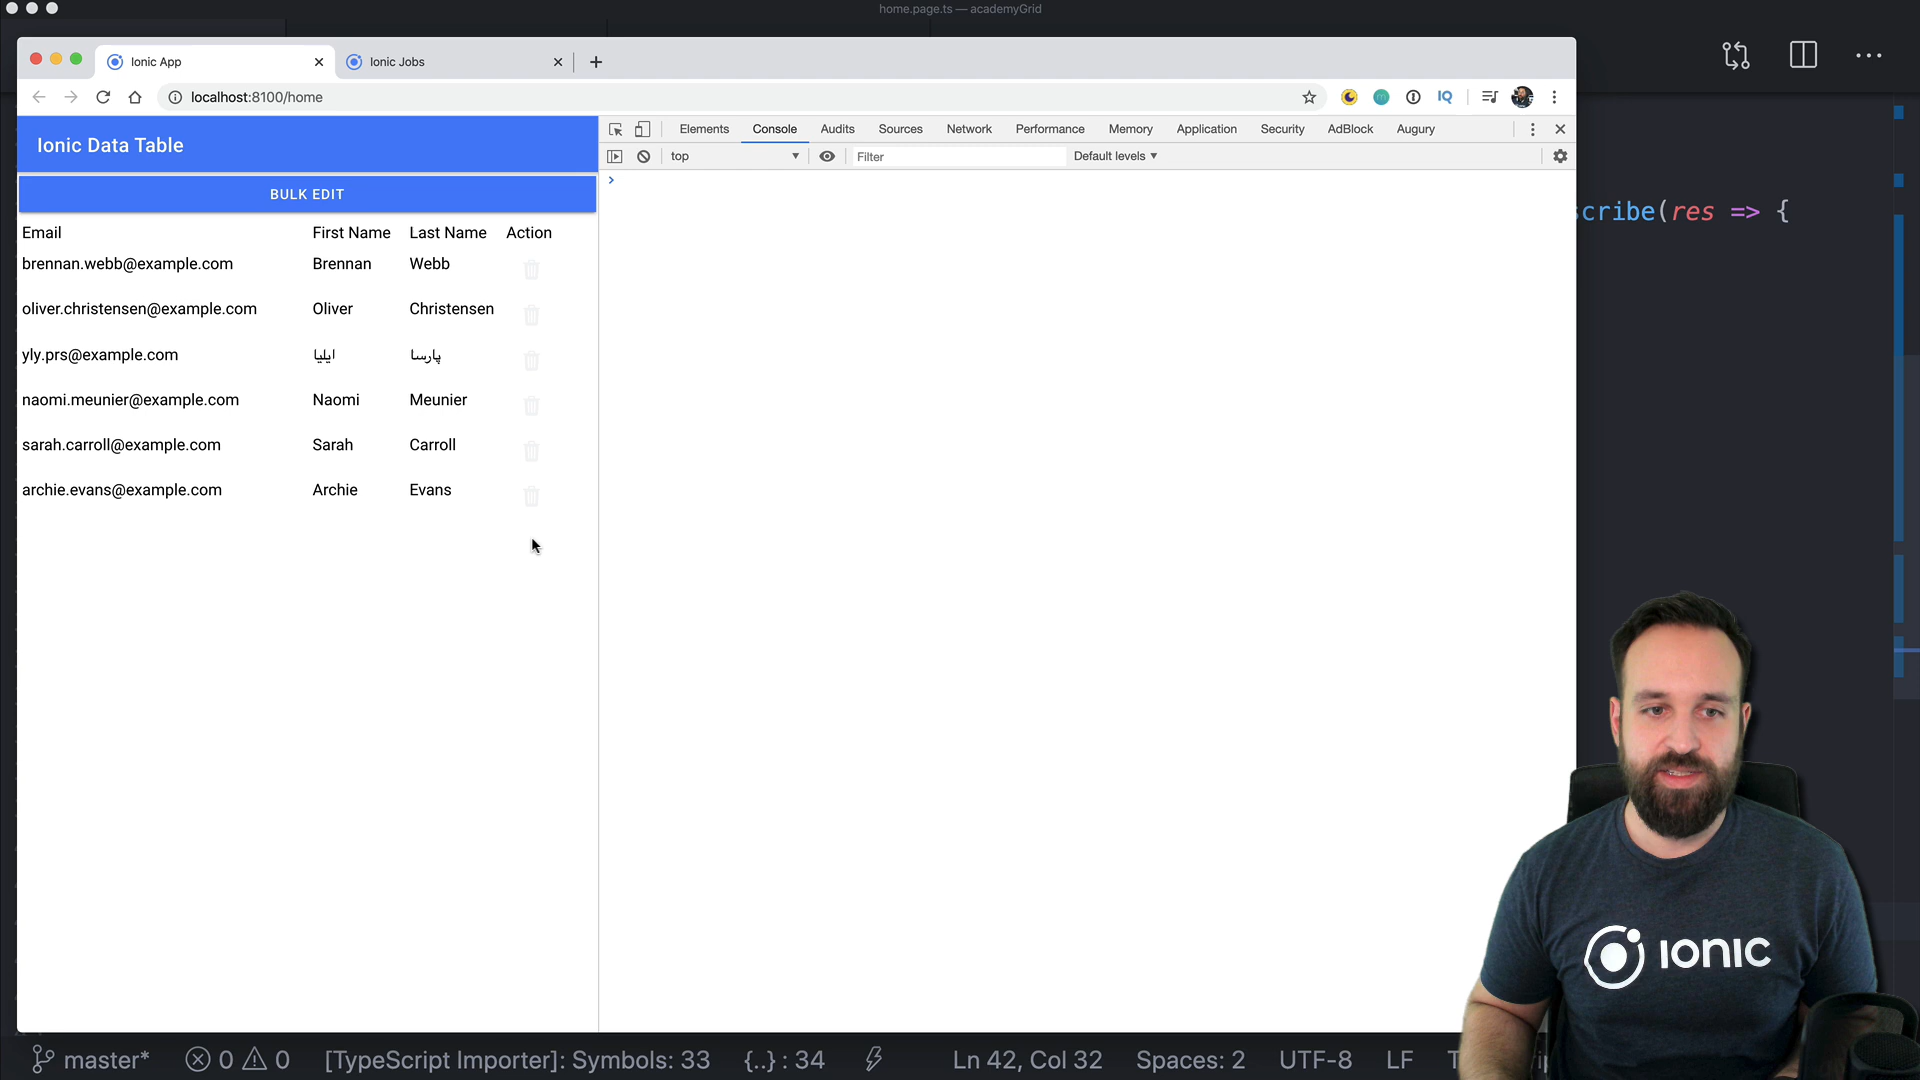 home.page.ts — academyGrid
Ionic App
Ionic Jobs
localhost:8100/home
IQ
Ionic Data Table
Elements Console Audits Sources Network Performance Memory Application Security AdBlock Augury
top Filter Default levels
BULK EDIT
scribe(res => {
Email First Name Last Name Action
brennan.webb@example.com Brennan Webb
oliver.christensen@example.com Oliver Christensen
yly.prs@example.com ایلیا پارسا
naomi.meunier@example.com Naomi Meunier
sarah.carroll@example.com Sarah Carroll
archie.evans@example.com Archie Evans
IONIC
master* 0 0 [TypeScript Importer]: Symbols: 33 {..} : 34 Ln 42, Col 32 Spaces: 2 UTF-8 LF